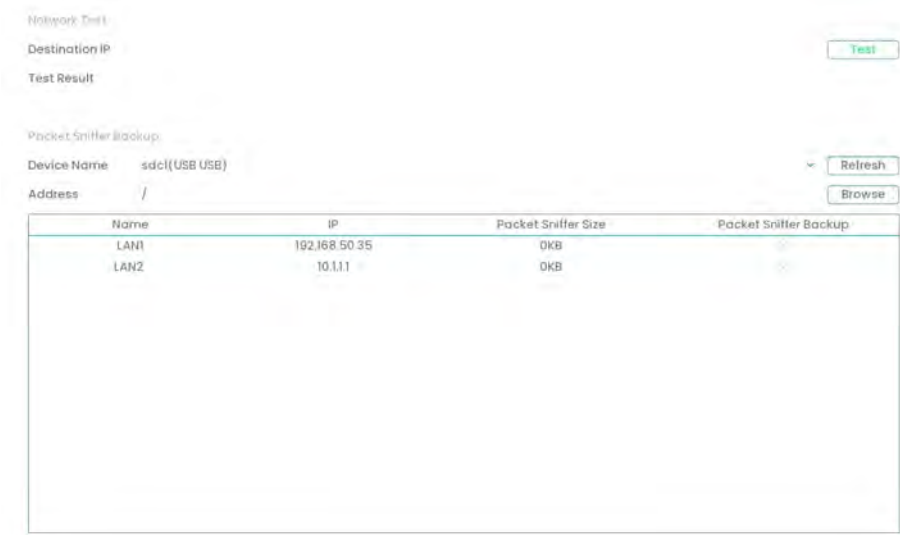 Network Test
Destination IP Test
Test Result
Packet Sniffer Backup
Device Name sdc1(USB USB) Refresh
Address / Browse
Name IP Packet Sniffer Size Packet Sniffer Backup
LAN1 192.168.50.35 0KB
LAN2 10.1.1.1 0KB